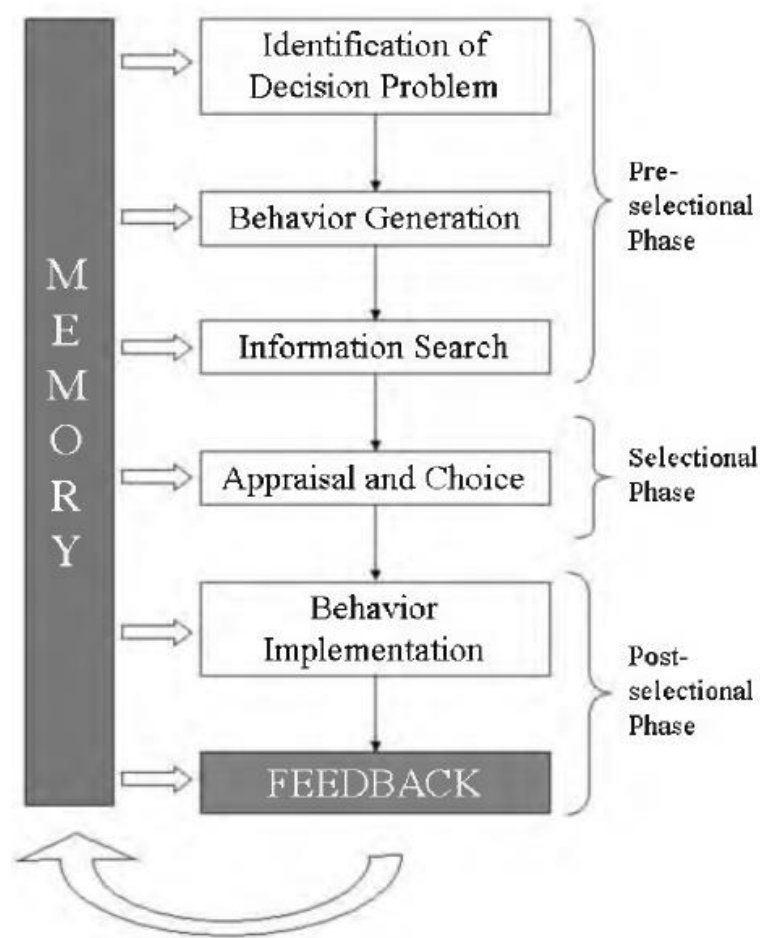 MEMORY
Identification of
Decision Problem
Behavior Generation
Information Search
Appraisal and Choice
Behavior
Implementation
FEEDBACK
Pre-
selectional
Phase
Selectional
Phase
Post-
selectional
Phase